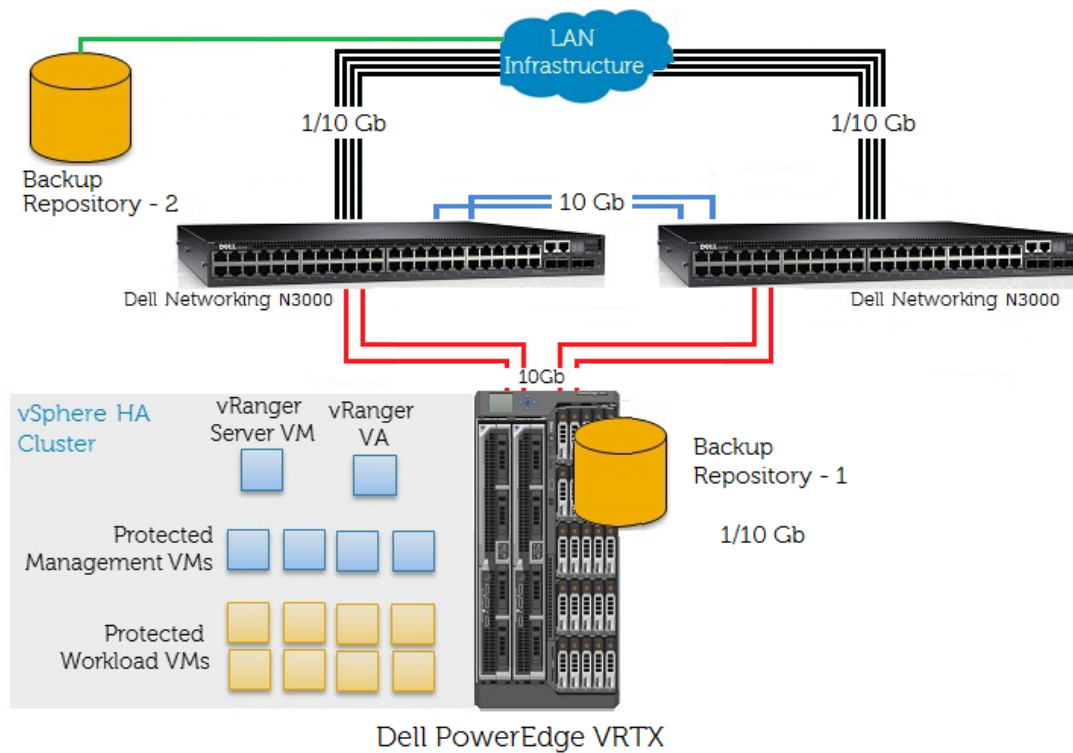 LAN
Infrastructure
1/10 Gb
1/10 Gb
Backup
Repository - 2
10 Gb
DELL
DELL
Dell Networking N3000
Dell Networking N3000
10Gb
vSphere HA
Cluster
vRanger
Server VM
vRanger
VA
Backup
Repository - 1
1/10 Gb
Protected
Management VMs
Protected
Workload VMs
Dell PowerEdge VRTX